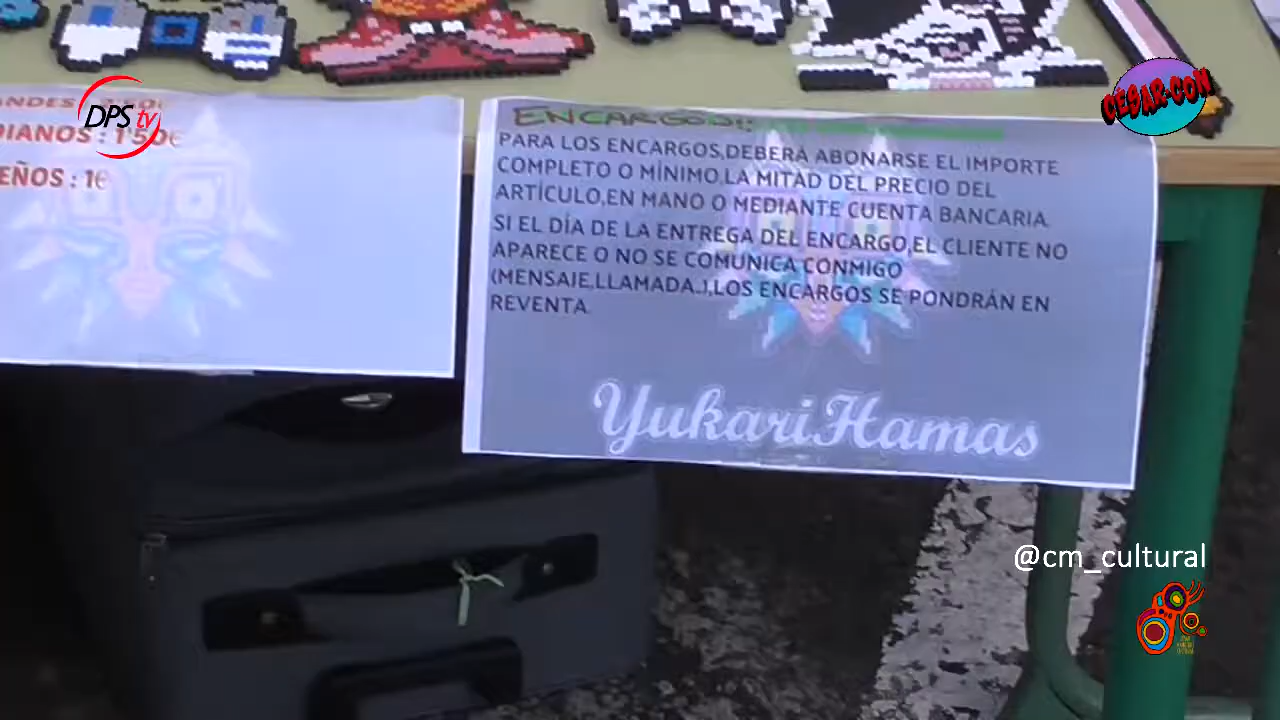 DPS tv
CESAR-CON
DIANOS : 1'50€
EÑOS : 1€
ENCARGOS:
PARA LOS ENCARGOS,DEBERÁ ABONARSE EL IMPORTE
COMPLETO O MÍNIMO,LA MITAD DEL PRECIO DEL
ARTÍCULO,EN MANO O MEDIANTE CUENTA BANCARIA.
SI EL DÍA DE LA ENTREGA DEL ENCARGO,EL CLIENTE NO
APARECE O NO SE COMUNICA CONMIGO
(MENSAJE,LLAMADA..),LOS ENCARGOS SE PONDRÁN EN
REVENTA.
YukariHamas
@cm_cultural